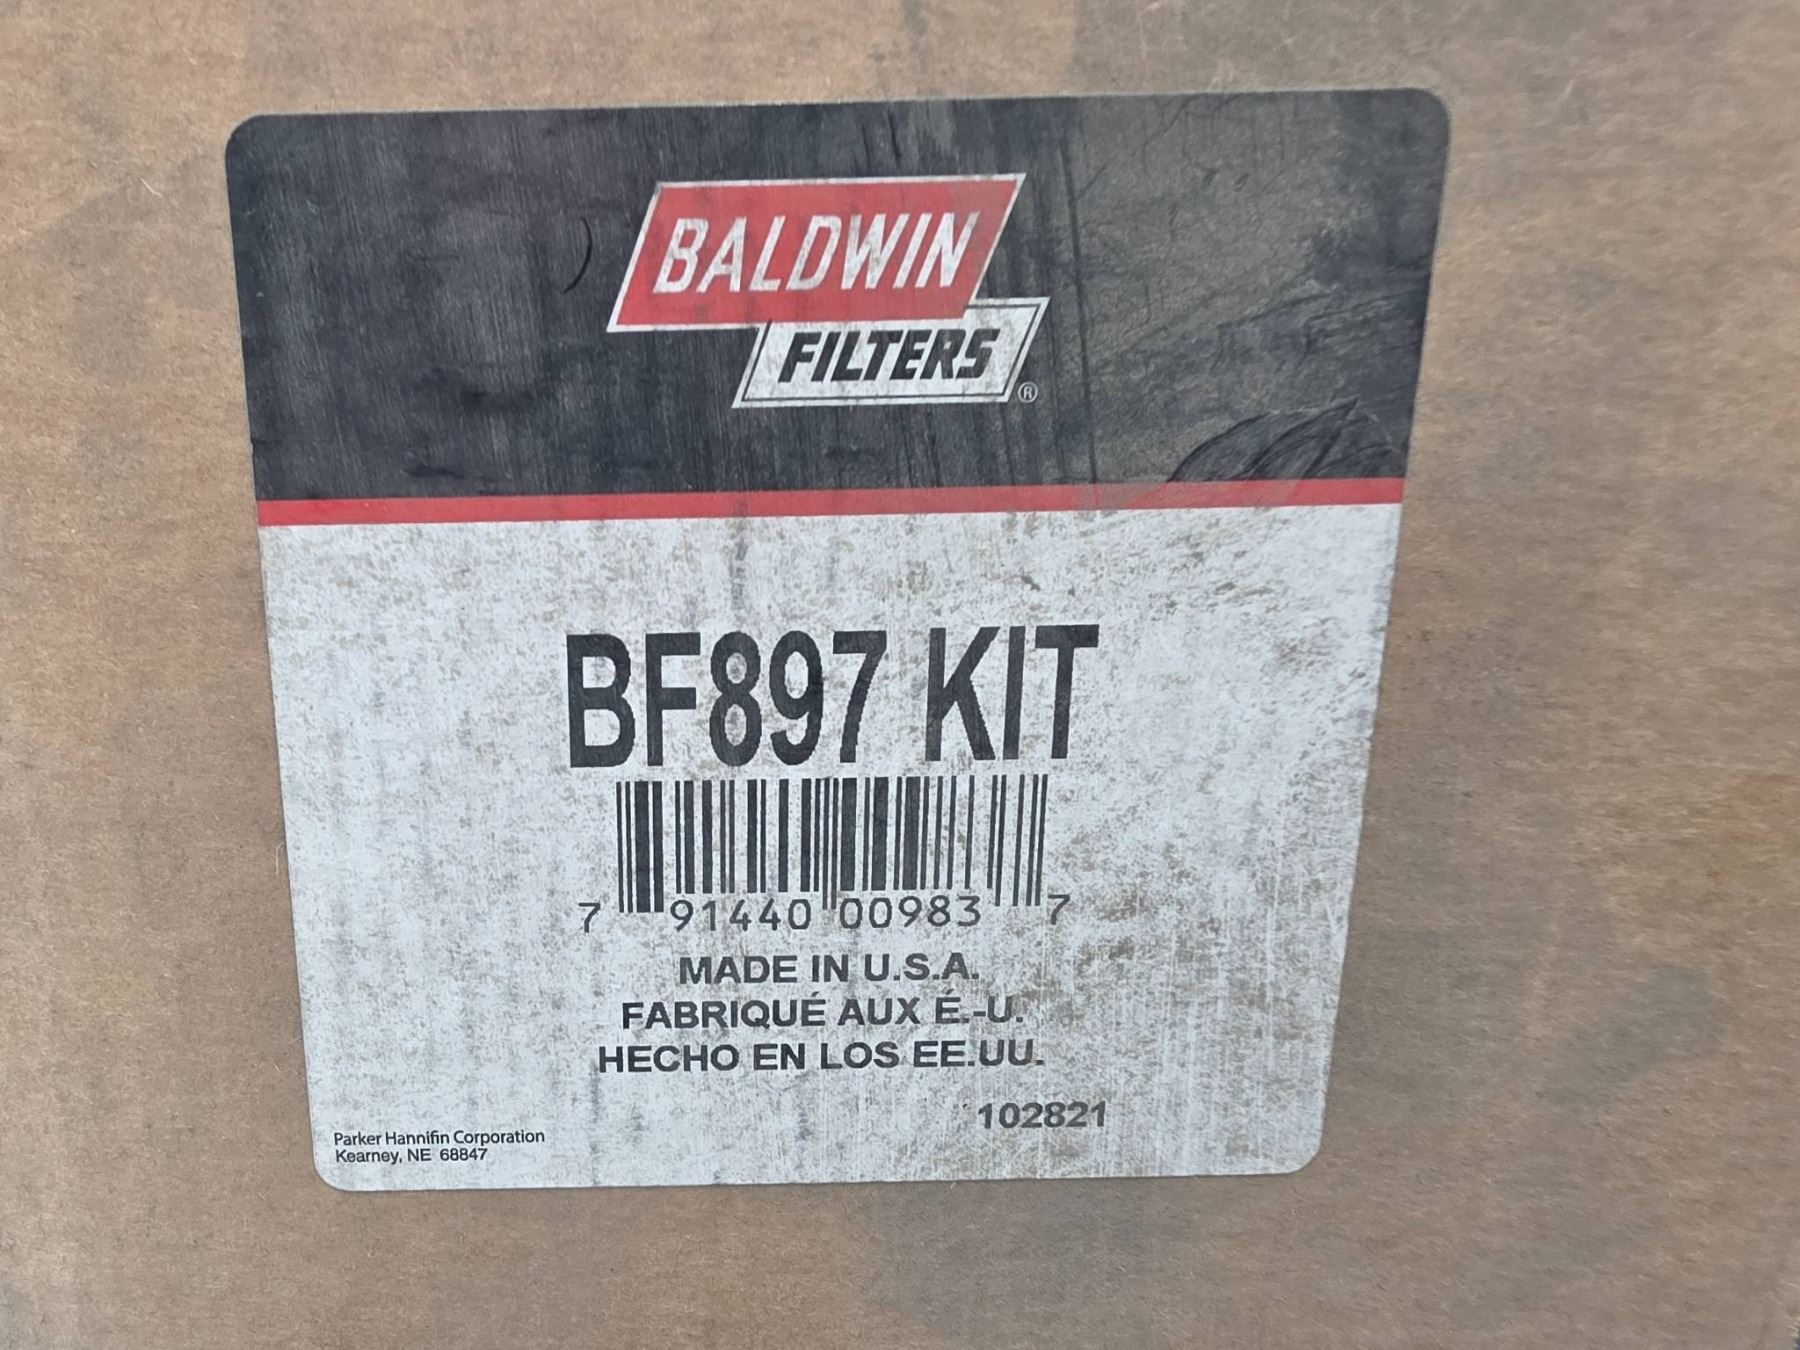 BALDWIN
FILTERS
®
BF897 KIT
7 91440 00983 7
MADE IN U.S.A.
FABRIQUÉ AUX É.-U.
HECHO EN LOS EE.UU.
102821
Parker Hannifin Corporation
Kearney, NE 68847